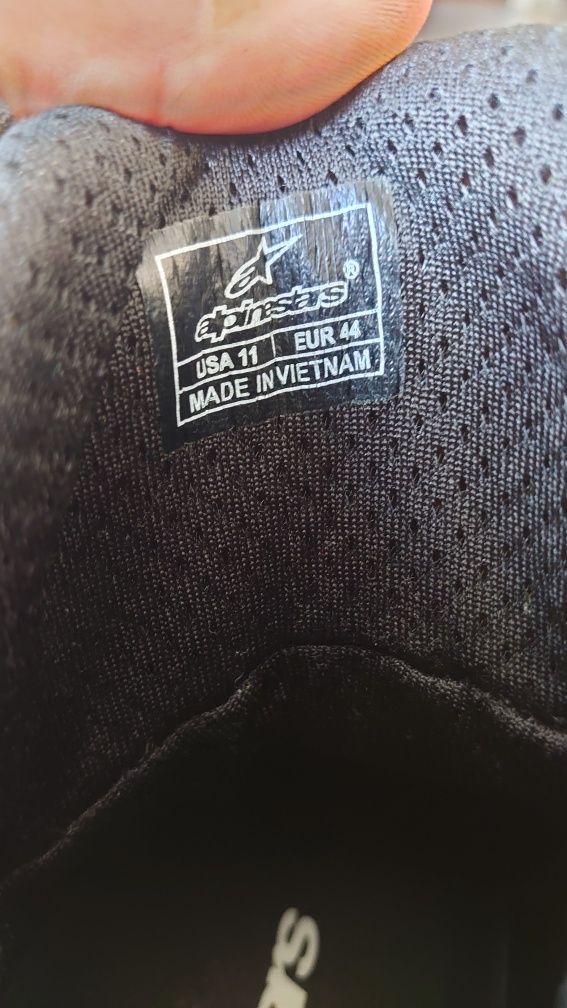 alpinestars®
USA 11 EUR 44
MADE IN VIETNAM